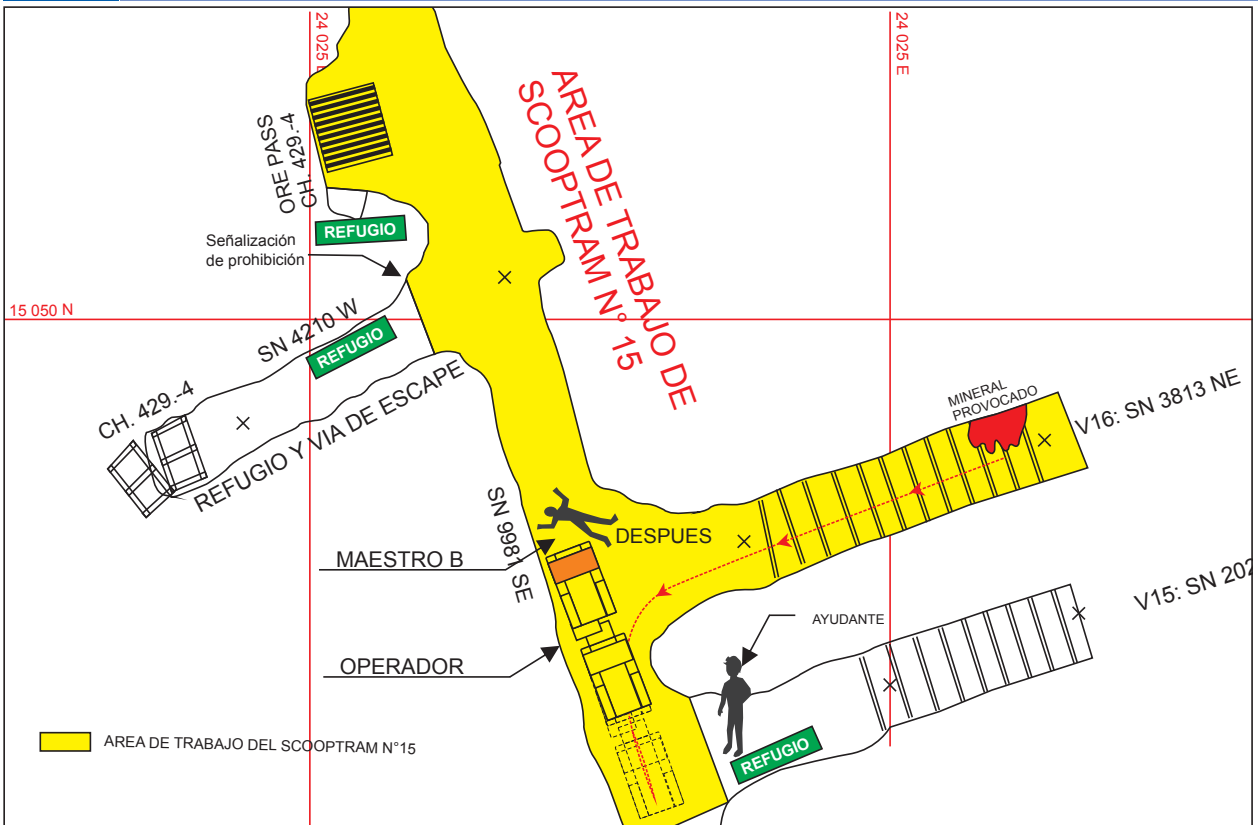 24 025 E
24 025 E
AREA DE TRABAJO DE
SCOOPTRAM N° 15
ORE PASS
CH. 429.-4
REFUGIO
Señalización
de prohibición
15 050 N
SN 4210 W
REFUGIO
CH. 429.-4
REFUGIO Y VIA DE ESCAPE
MINERAL
PROVOCADO
V16: SN 3813 NE
SN 9981 SE
DESPUES
MAESTRO B
V15: SN 202
AYUDANTE
OPERADOR
REFUGIO
AREA DE TRABAJO DEL SCOOPTRAM N°15